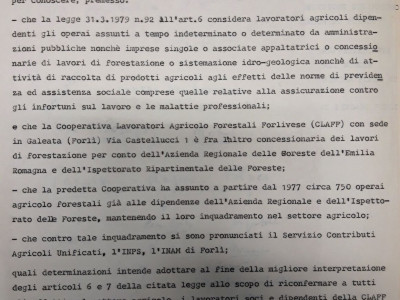 per conoscere, premesso:
- che la legge 31.3.1979 n.92 all'art.6 considera lavoratori agricoli dipen-
denti gli operai assunti a tempo indeterminato o determinato da amministra-
zioni pubbliche nonchè imprese singole o associate appaltatrici o concessio
narie di lavori di forestazione o sistemazione idro-geologica nonchè di at-
tività di raccolta di prodotti agricoli agli effetti delle norme di previden
za ed assistenza sociale comprese quelle relative alla assicurazione contro
gli infortuni sul lavoro e le malattie professionali;
e che la Cooperativa Lavoratori Agricolo Forestali Forlivese (CLAFF) con sede
in Galeata (Forlì) Via Castellucci 1 è fra l'altro concessionaria dei lavori
di forestazione per conto dell'Azienda Regionale delle Foreste dell'Emilia
Romagna e dell'Ispettorato Ripartimentale delle Foreste;
- che la predetta Cooperativa ha assunto a partire dal 1977 circa 750 operai
agricolo forestali già alle dipendenze dell'Azienda Regionale e dell'Ispetto-
rato delle Foreste, mantenendo il loro inquadramento nel settore agricolo;
- che contro tale inquadramento si sono pronunciati il Servizio Contributi
Agricoli Unificati, l'INPS, l'INAM di Forlì;
quali determinazioni intende adottare al fine della migliore interpretazione
degli articoli 6 e 7 della citata legge allo scopo di riconfermare a tutti
i lavoratori soci e dipendenti della CLAFF